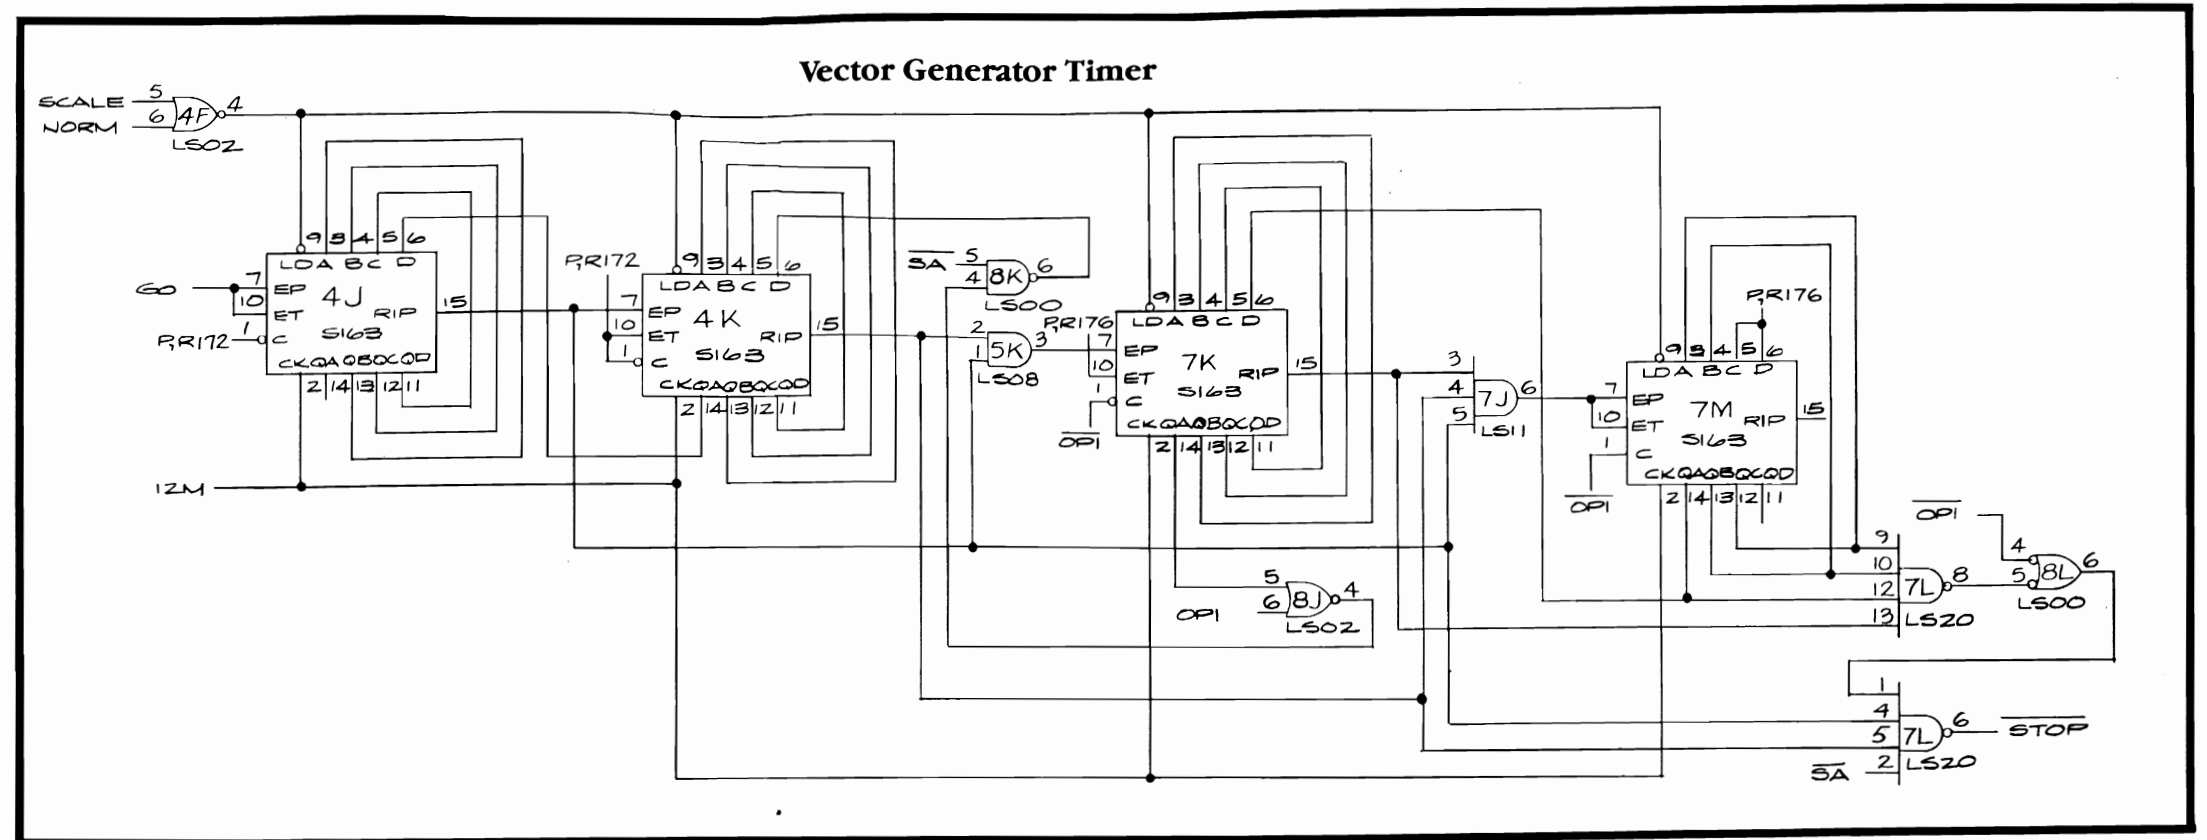 Vector Generator Timer
SCALE 5
NORM 6
4F 4
LS02
9 3 4 5 6
LD A B C D
GO 7 EP
10 ET
P,R172 1 C
4J
S163
RIP 15
CK QA QB QC QD
2 14 13 12 11
12M
P,R172
9 3 4 5 6
LD A B C D
7 EP
10 ET
1 C
4K
S163
RIP 15
CK QA QB QC QD
2 14 13 12 11
SA 5
4
8K 6
LS00
2
1
5K 3
LS08
P,R176
9 3 4 5 6
LD A B C D
7 EP
10 ET
1 C
OP1
7K
S163
RIP 15
CK QA QB QC QD
2 14 13 12 11
3
4
5
7J 6
LS11
P,R176
9 3 4 5 6
LD A B C D
7 EP
10 ET
1 C
OP1
7M
S163
RIP 15
CK QA QB QC QD
2 14 13 12 11
5
OP1 6
8J 4
LS02
9
10
12
13
7L 8
LS20
OP1
4
5
8L 6
LS00
1
4
5
SA 2
7L 6
LS20
STOP